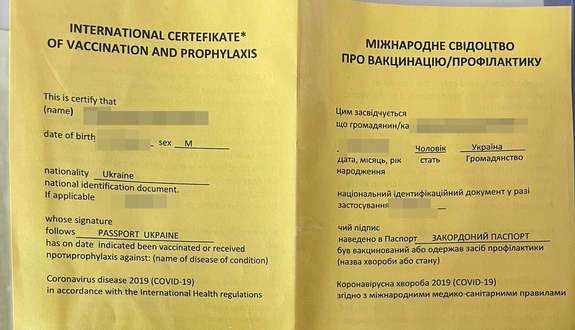 INTERNATIONAL CERTEFIKATE*
OF VACCINATION AND PROPHYLAXIS
This is certify that
(name)
date of birth sex M
nationality Ukraine
national identification document.
If applicable
whose signature
follows PASSPORT UKRAINE
has on date indicated been vaccinated or received
npотиprophylaxis against: (name of disease of condition)
Coronavirus disease 2019 (COVID-19)
in accordance with the International Health regulations
МІЖНАРОДНЕ СВІДОЦТВО
ПРО ВАКЦИНАЦІЮ/ПРОФІЛАКТИКУ
Цим засвідчується
що громадянин/ка
Чоловік Україна
дата, місяць, рік стать Громадянство
народження
національний ідентифікаційний документ у разі
застосування
чий підпис
наведено в Паспорт ЗАКОРДОНИЙ ПАСПОРТ
був вакцинований або одержав засіб профілактики
(назва хвороби або стану)
Коронавірусна хвороба 2019 (COVID-19)
згідно з міжнародними медико-санітарними правилами